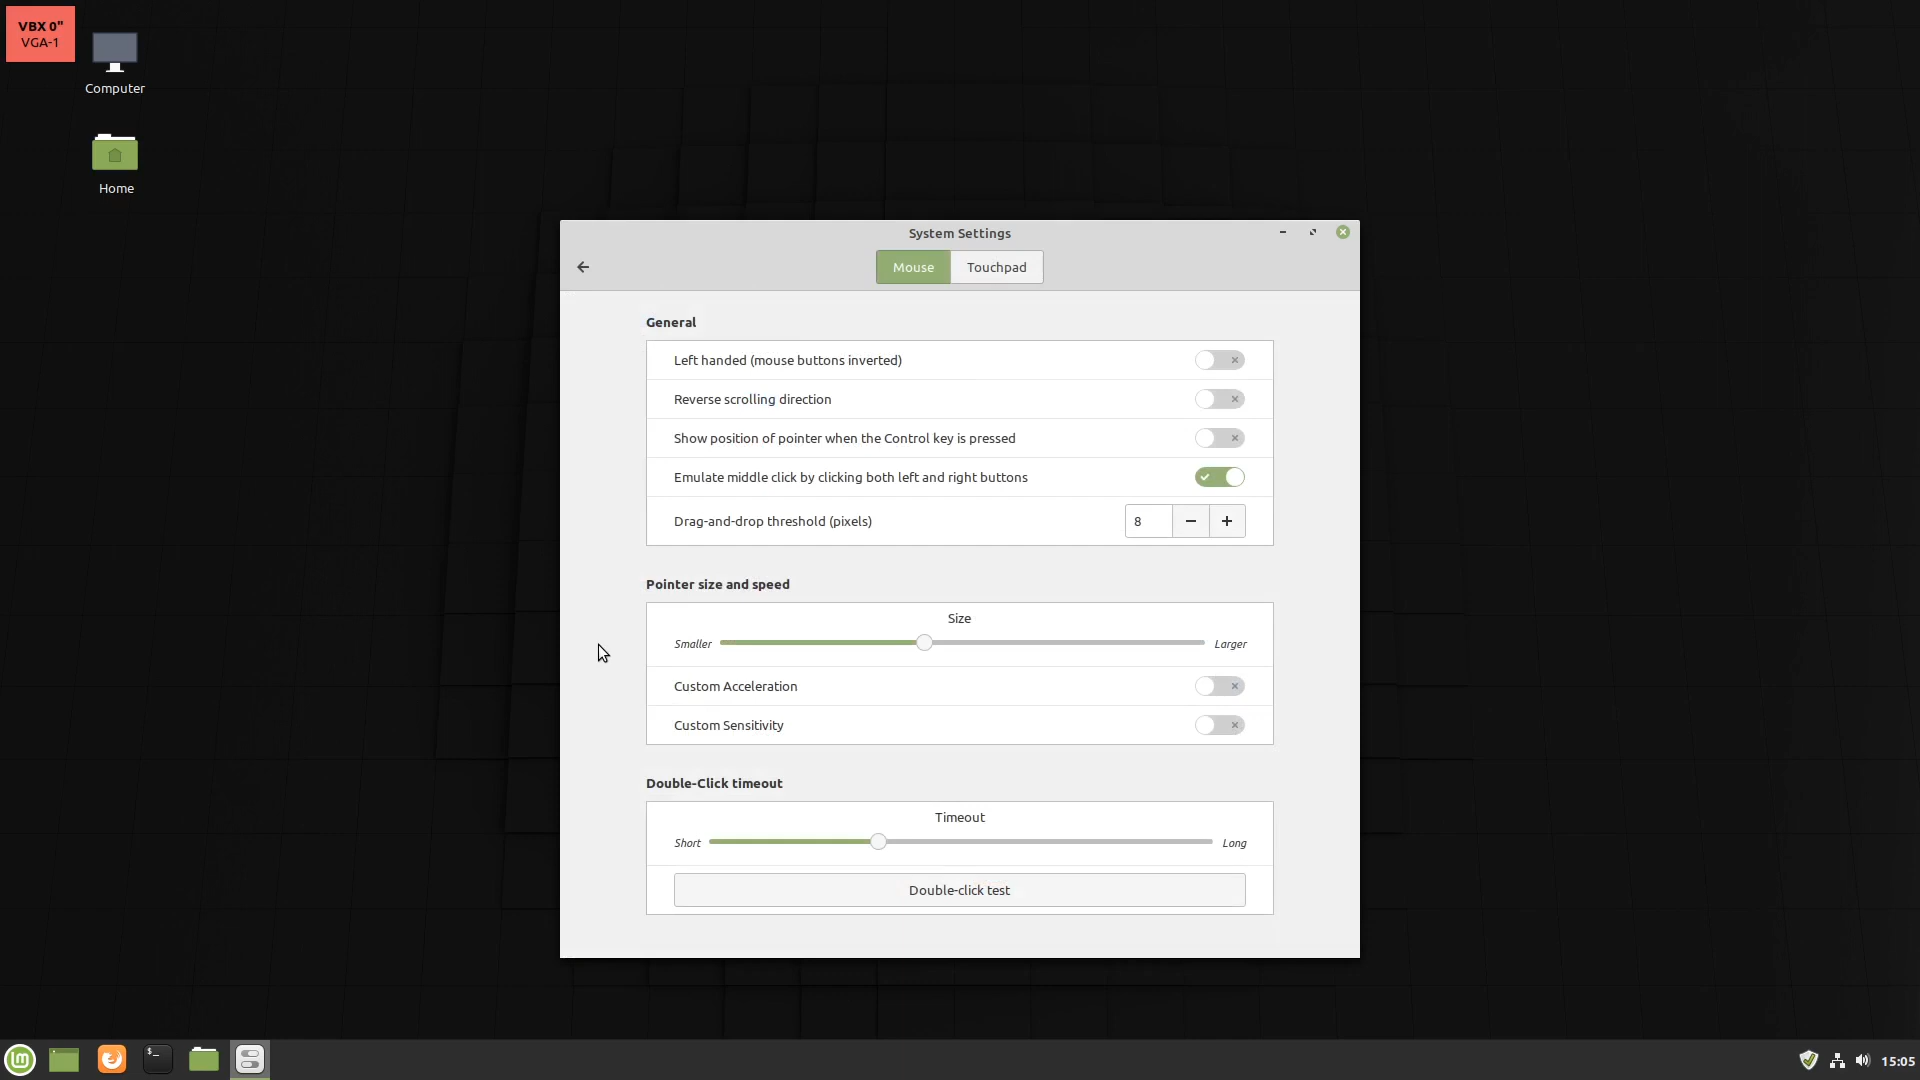 VBX 0"
VGA-1
Computer
Home
System Settings
Mouse
Touchpad
General
Left handed (mouse buttons inverted)
Reverse scrolling direction
Show position of pointer when the Control key is pressed
Emulate middle click by clicking both left and right buttons
Drag-and-drop threshold (pixels)
8
Pointer size and speed
Size
Smaller
Larger
Custom Acceleration
Custom Sensitivity
Double-Click timeout
Timeout
Short
Long
Double-click test
lm
$_
15:05